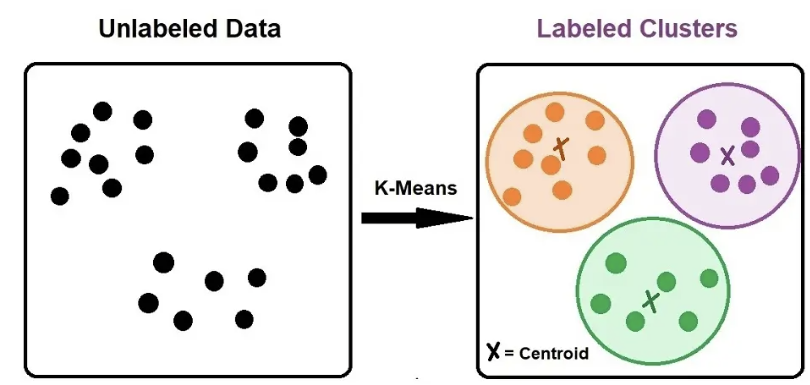 Unlabeled Data
Labeled Clusters
K-Means
X = Centroid